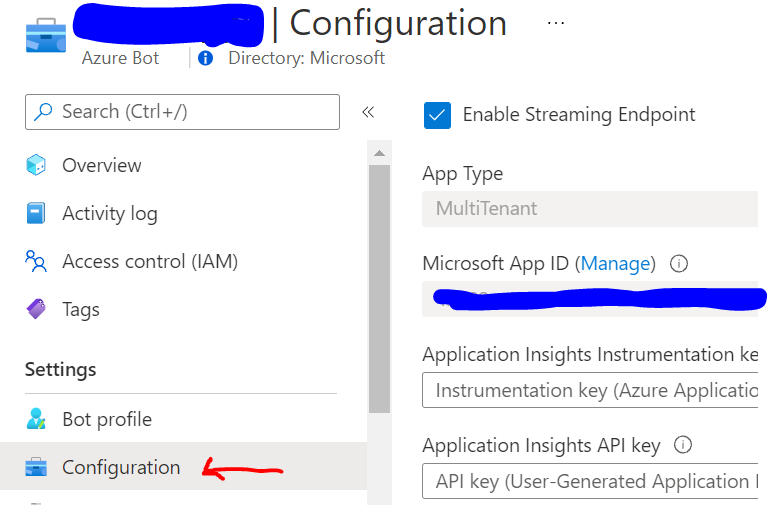 | Configuration ...
Azure Bot
Directory: Microsoft
Search (Ctrl+/)
«
Overview
Activity log
Access control (IAM)
Tags
Settings
Bot profile
Configuration
Enable Streaming Endpoint
App Type
MultiTenant
Microsoft App ID (Manage)
Application Insights Instrumentation ke
Instrumentation key (Azure Applicatio
Application Insights API key
API key (User-Generated Application